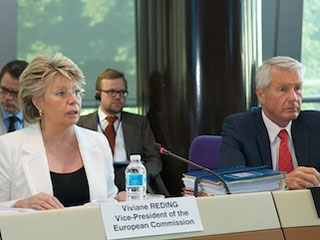 Viviane REDING
Vice-President of the
European Commission